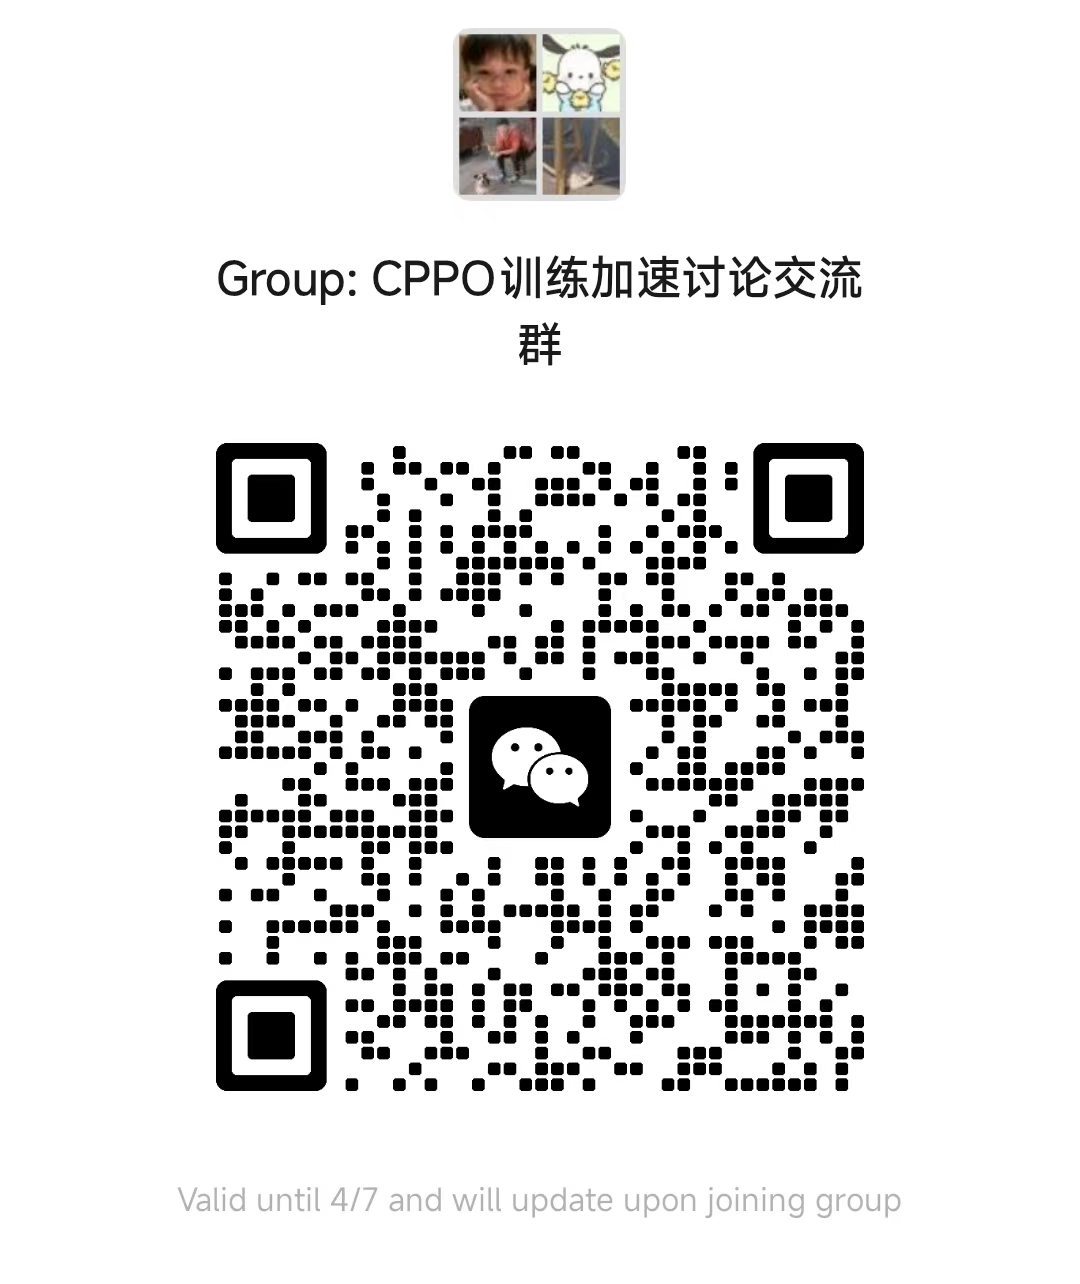 Group: CPPO训练加速讨论交流
群
Valid until 4/7 and will update upon joining group